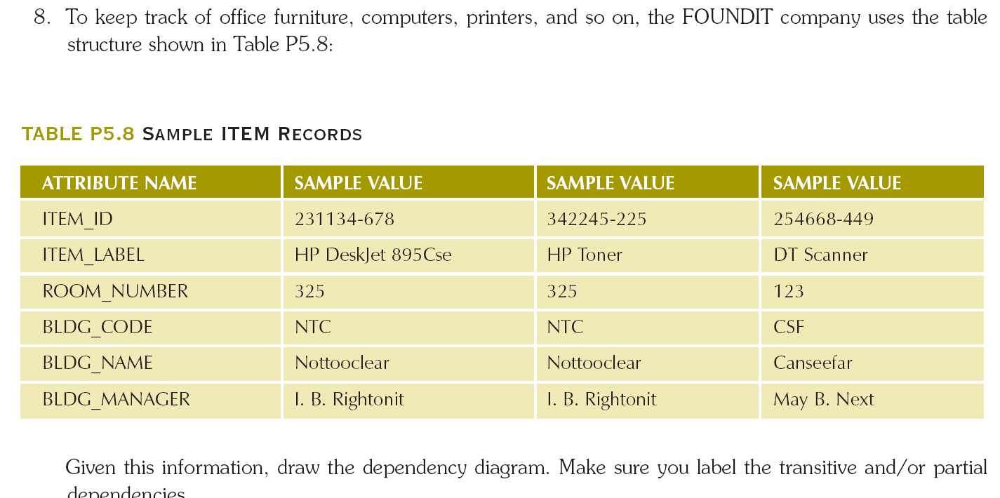 8. To keep track of office furniture, computers, printers, and so on, the FOUNDIT company uses the table
structure shown in Table P5.8:
TABLE P5.8 SAMPLE ITEM RECORDS
ATTRIBUTE NAME SAMPLE VALUE SAMPLE VALUE SAMPLE VALUE
ITEM_ID 231134-678 342245-225 254668-449
ITEM_LABEL HP DeskJet 895Cse HP Toner DT Scanner
ROOM_NUMBER 325 325 123
BLDG_CODE NTC NTC CSF
BLDG_NAME Nottooclear Nottooclear Canseefar
BLDG_MANAGER I. B. Rightonit I. B. Rightonit May B. Next
Given this information, draw the dependency diagram. Make sure you label the transitive and/or partial
dependencies.